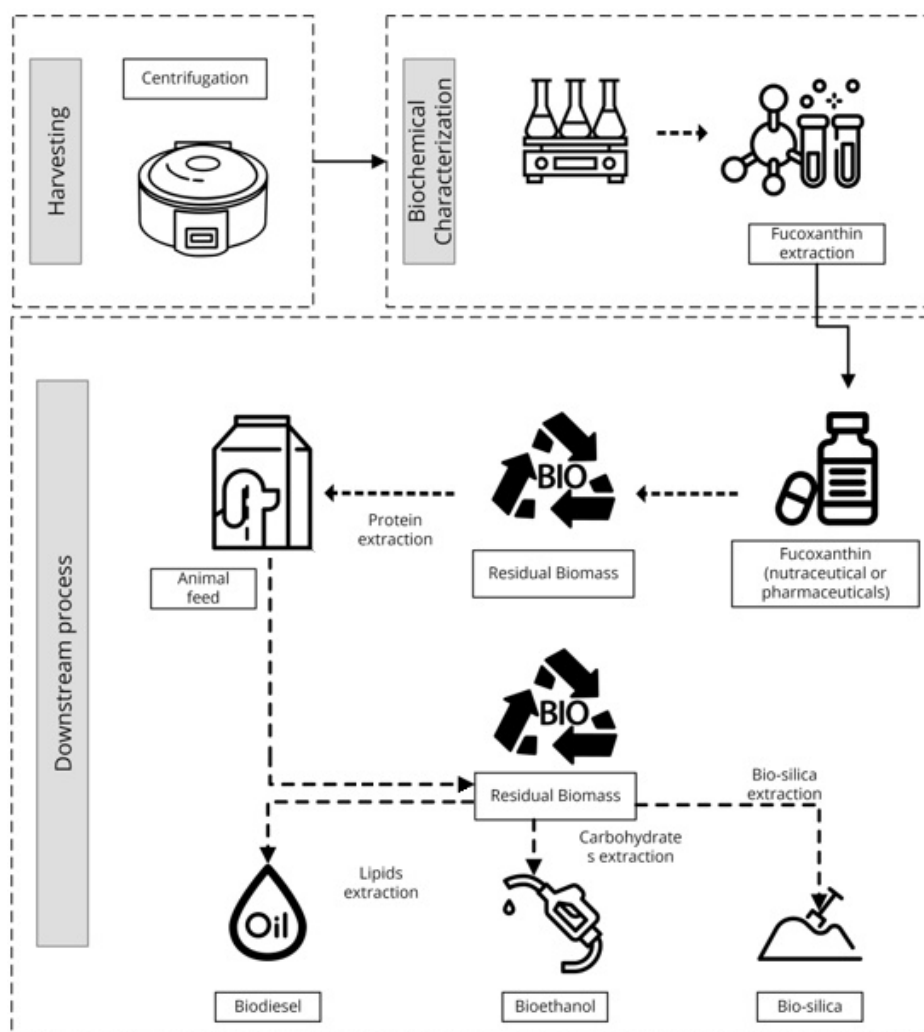 Harvesting
Centrifugation
Biochemical
Characterization
Fucoxanthin
extraction
Downstream process
BIO
Protein
extraction
Animal
feed
Residual Biomass
Fucoxanthin
(nutraceutical or
pharmaceuticals)
BIO
Residual Biomass
Bio-silica
extraction
Carbohydrate
s extraction
Lipids
extraction
Oil
Biodiesel
Bioethanol
Bio-silica